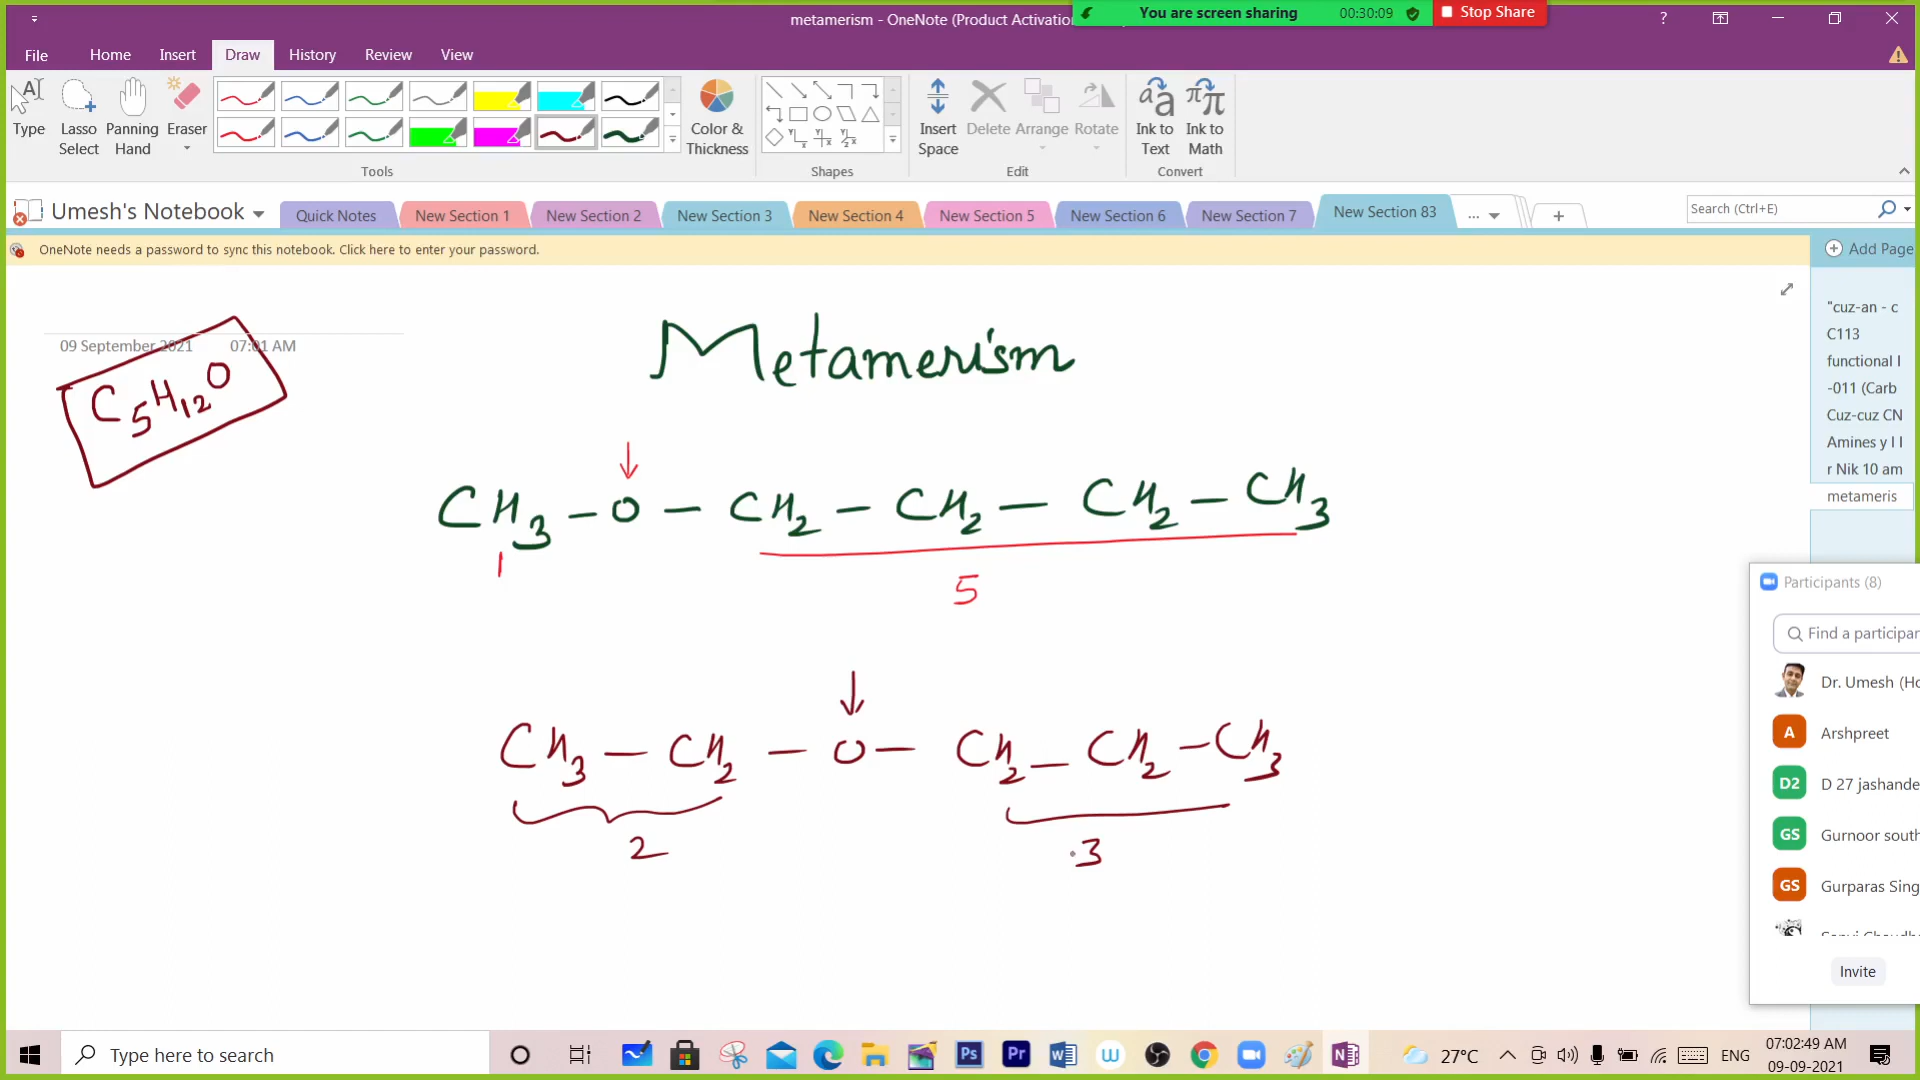 metamerism - OneNote (Product Activation
You are screen sharing 00:30:09 Stop Share
?
File Home Insert Draw History Review View
Type Lasso Select Panning Hand Eraser Color & Thickness Insert Space Delete Arrange Rotate Ink to Text Ink to Math
Tools Shapes Edit Convert
Umesh's Notebook Quick Notes New Section 1 New Section 2 New Section 3 New Section 4 New Section 5 New Section 6 New Section 7 New Section 83 ... + Search (Ctrl+E)
OneNote needs a password to sync this notebook. Click here to enter your password. Add Page
"cuz-an - c
C113
functional I
-011 (Carb
Cuz-cuz CN
Amines y I I
r Nik 10 am
metameris
09 September 2021 07:01 AM
C5H12O
Metamerism
CH3 - O - CH2 - CH2 - CH2 - CH3
1 5
CH3 - CH2 - O - CH2 - CH2 - CH3
2 3
Participants (8)
Find a participan
Dr. Umesh (Ho
A Arshpreet
D2 D 27 jashande
GS Gurnoor south
GS Gurparas Sing
Invite
Type here to search Ps Pr 27°C ENG 07:02:49 AM
09-09-2021